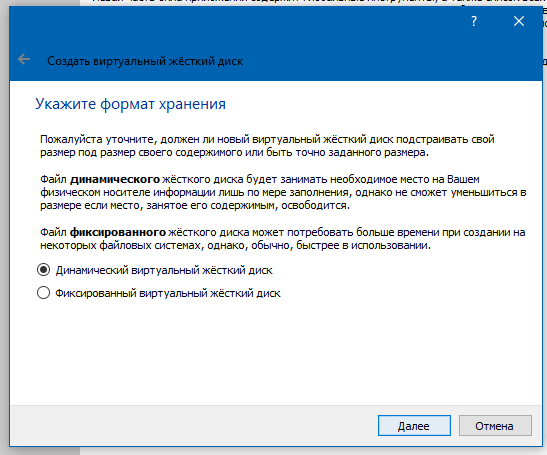 ?
Создать виртуальный жёсткий диск
Укажите формат хранения
Пожалуйста уточните, должен ли новый виртуальный жёсткий диск подстраивать свой
размер под размер своего содержимого или быть точно заданного размера.
Файл динамического жёсткого диска будет занимать необходимое место на Вашем
физическом носителе информации лишь по мере заполнения, однако не сможет уменьшиться в
размере если место, занятое его содержимым, освободится.
Файл фиксированного жёсткого диска может потребовать больше времени при создании на
некоторых файловых системах, однако, обычно, быстрее в использовании.
Динамический виртуальный жёсткий диск
Фиксированный виртуальный жёсткий диск
Далее
Отмена